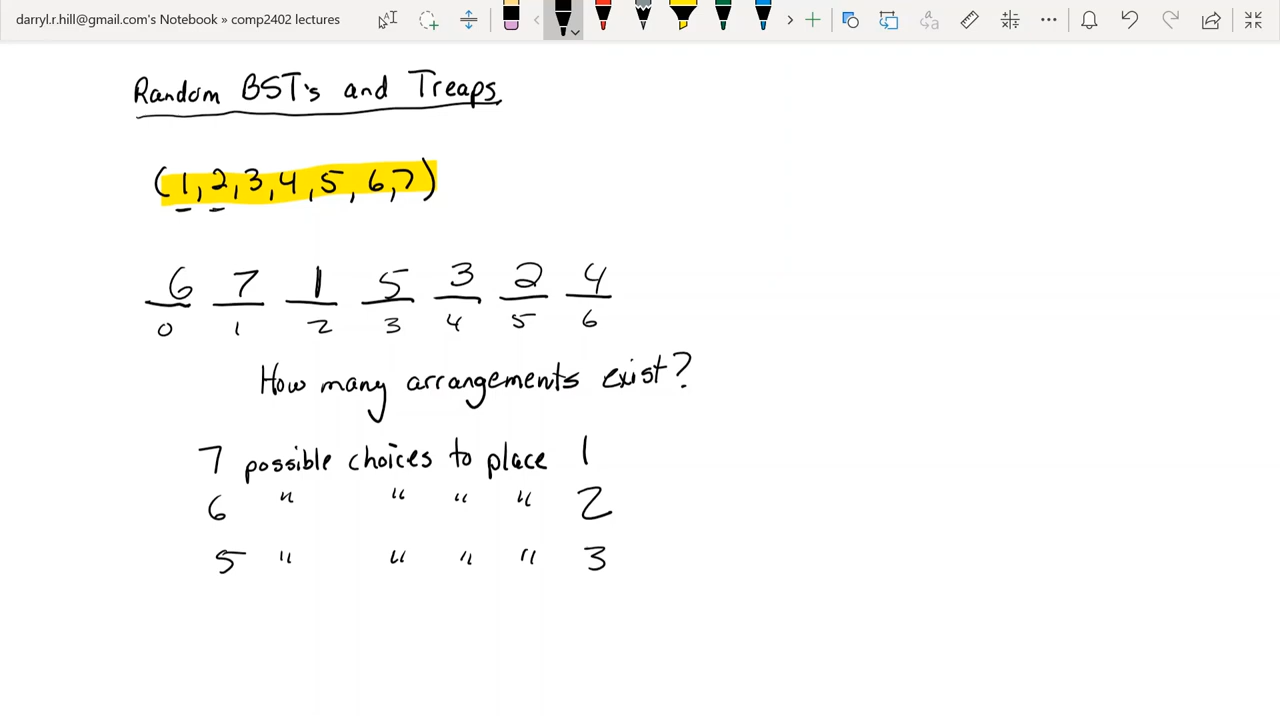 darryl.r.hill@gmail.com's Notebook » comp2402 lectures
Random BST's and Treaps
(1,2,3,4,5,6,7)
6 7 1 5 3 2 4
0 1 2 3 4 5 6
How many arrangements exist?
7 possible choices to place 1
6 " " " " 2
5 " " " " 3